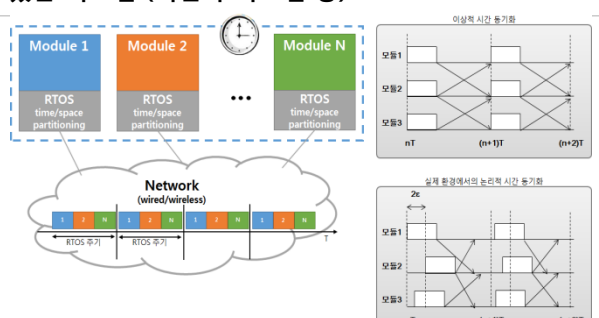 Module 1
Module 2
Module N
RTOS
time/space
partitioning
RTOS
time/space
partitioning
...
RTOS
time/space
partitioning
Network
(wired/wireless)
1 2 N 1 2 N 1 2 N 1 2 N
RTOS 주기 RTOS 주기
T
이상적 시간 동기화
모듈1
모듈2
모듈3
nT (n+1)T (n+2)T
실제 환경에서의 논리적 시간 동기화
2ε
모듈1
모듈2
모듈3